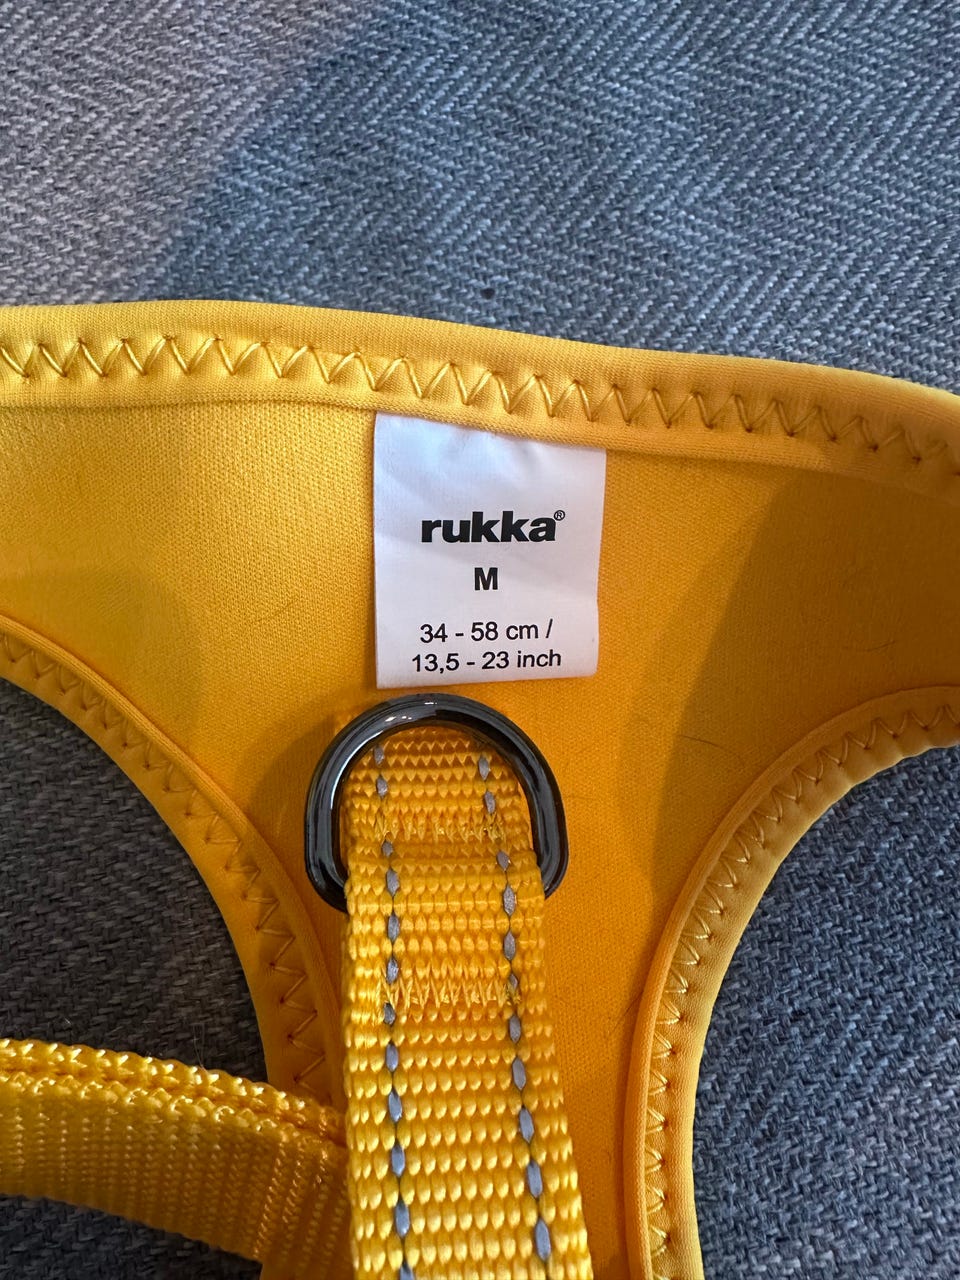 rukka®
M
34 - 58 cm /
13,5 - 23 inch